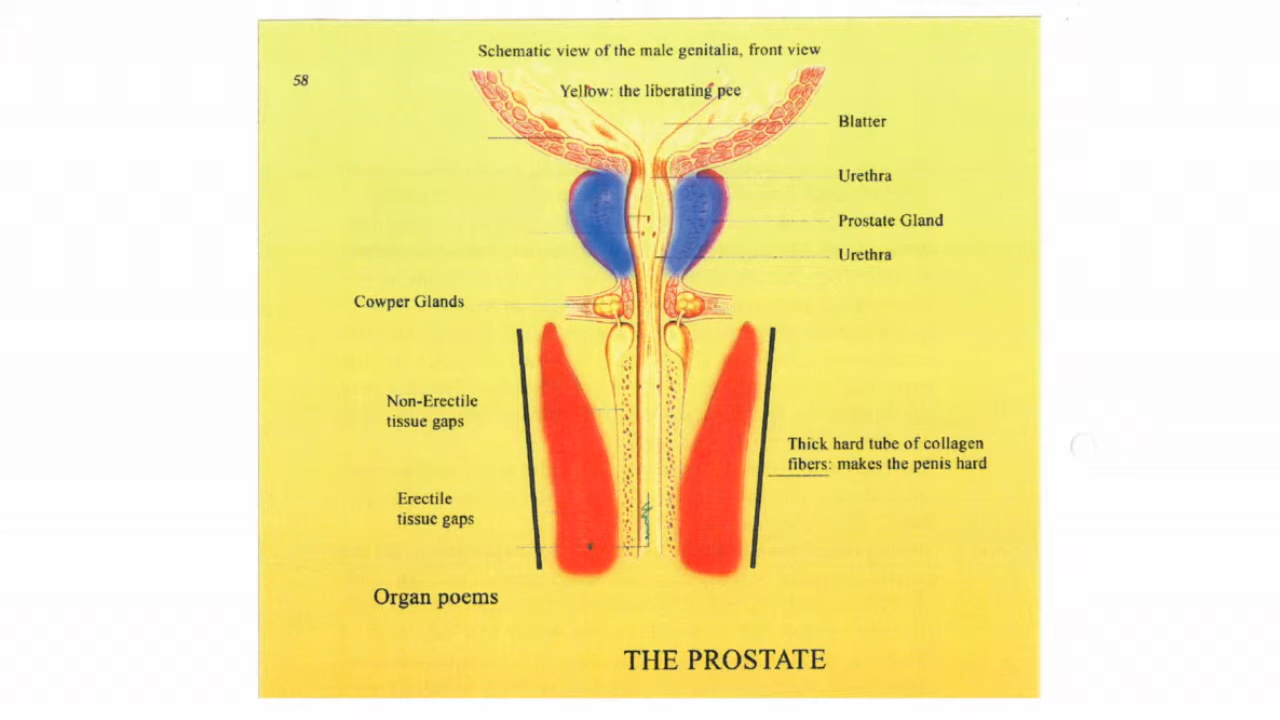 Schematic view of the male genitalia, front view
58
Yellow: the liberating pee
Blatter
Urethra
Prostate Gland
Urethra
Cowper Glands
Non-Erectile
tissue gaps
Thick hard tube of collagen
fibers: makes the penis hard
Erectile
tissue gaps
Organ poems
THE PROSTATE